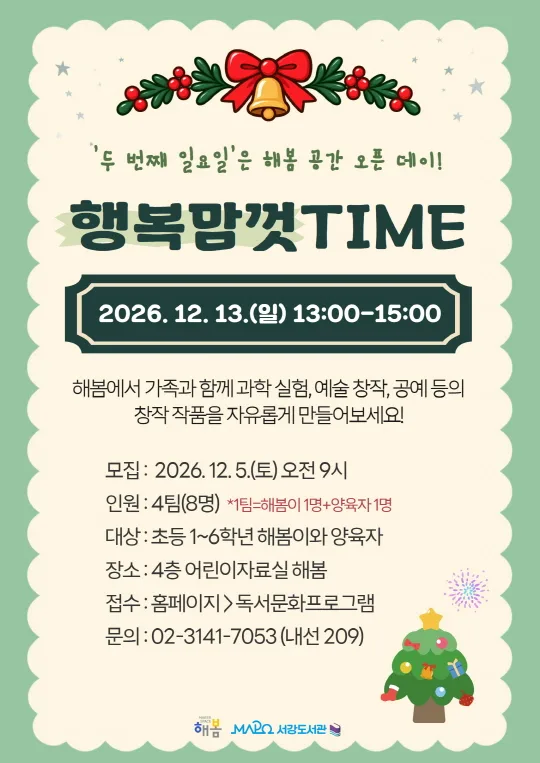 '두 번째 일요일'은 해봄 공간 오픈 데이!
행복맘껏TIME
2026. 12. 13.(일) 13:00-15:00
해봄에서 가족과 함께 과학 실험, 예술 창작, 공예 등의
창작 작품을 자유롭게 만들어보세요!
모집 : 2026. 12. 5.(토) 오전 9시
인원 : 4팀(8명) *1팀=해봄이 1명+양육자 1명
대상 : 초등 1~6학년 해봄이와 양육자
장소 : 4층 어린이자료실 해봄
접수 : 홈페이지 > 독서문화프로그램
문의 : 02-3141-7053 (내선 209)
해봄 MAPO 서강도서관